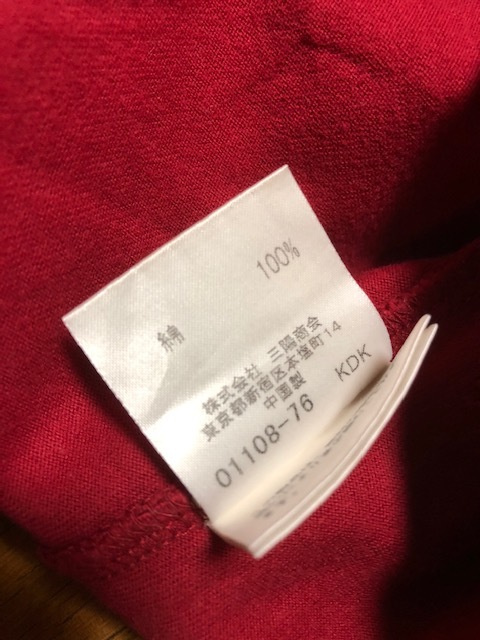 綿 100%
株式会社 三陽商会
東京都新宿区本塩町14
中国製
01108-76 KDK